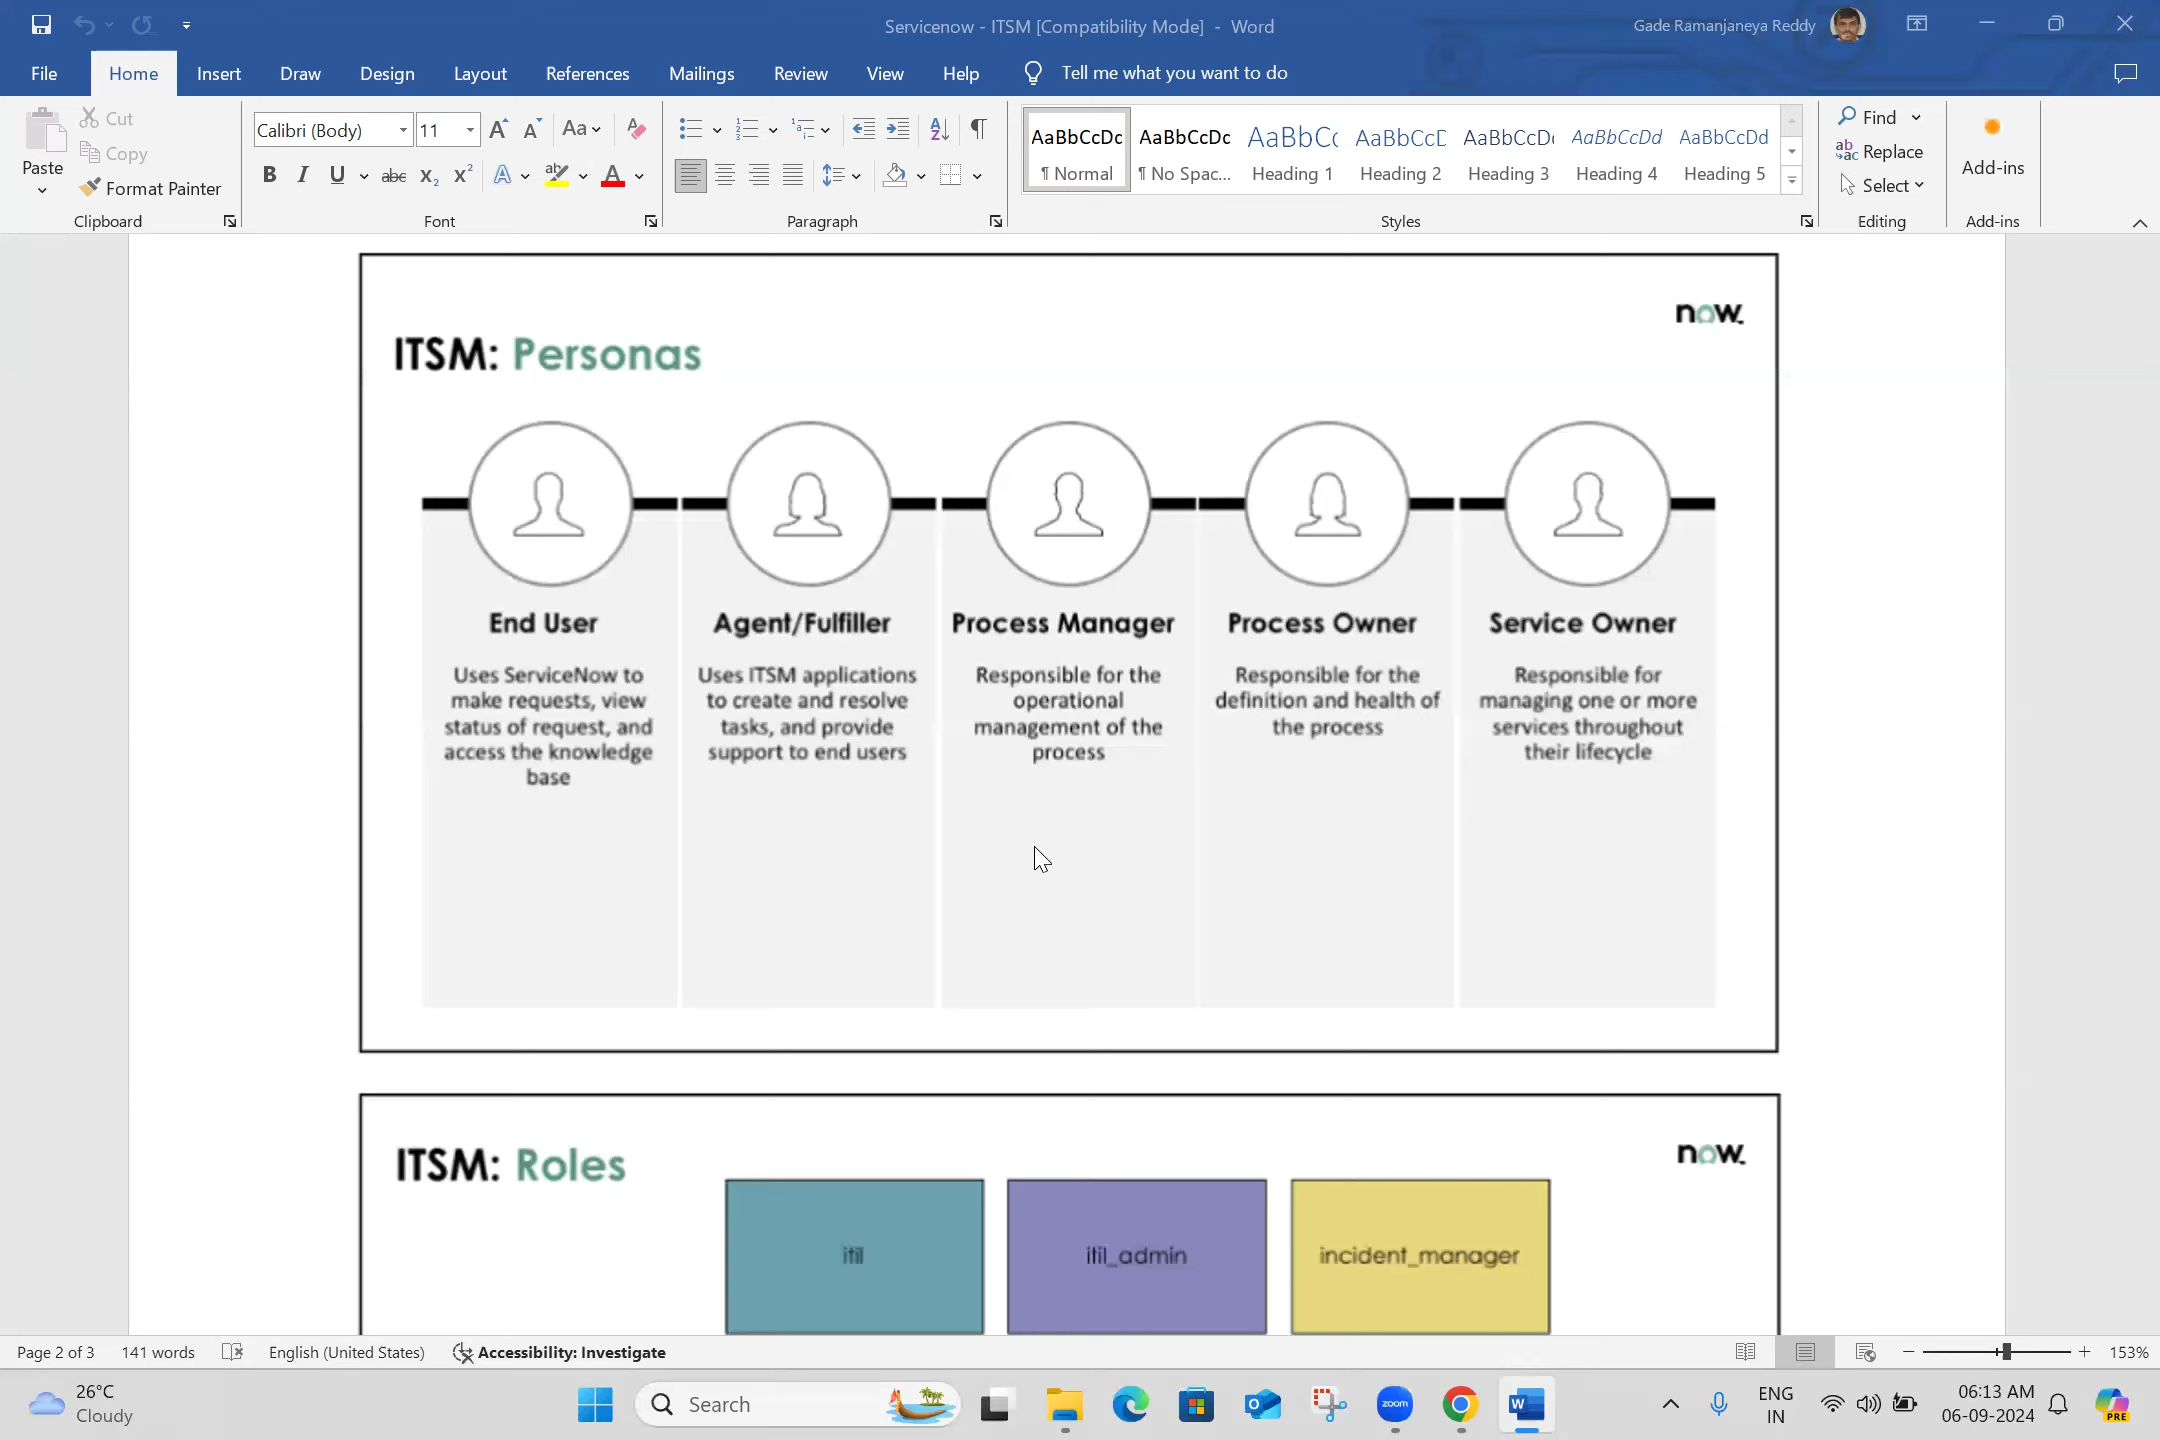 Servicenow - ITSM [Compatibility Mode] - Word
Gade Ramanjaneya Reddy
File Home Insert Draw Design Layout References Mailings Review View Help Tell me what you want to do
Paste
Cut
Copy
Format Painter
Clipboard
Calibri (Body) 11
Font
Paragraph
AaBbCcDc AaBbCcDc AaBbCc AaBbCcD AaBbCcDc AaBbCcDd AaBbCcDd
¶ Normal ¶ No Spac... Heading 1 Heading 2 Heading 3 Heading 4 Heading 5
Styles
Find
Replace
Select
Editing
Add-ins
Add-ins
now.
ITSM: Personas
End User
Uses ServiceNow to
make requests, view
status of request, and
access the knowledge
base
Agent/Fulfiller
Uses ITSM applications
to create and resolve
tasks, and provide
support to end users
Process Manager
Responsible for the
operational
management of the
process
Process Owner
Responsible for the
definition and health of
the process
Service Owner
Responsible for
managing one or more
services throughout
their lifecycle
now.
ITSM: Roles
itil
itil_admin
incident_manager
Page 2 of 3 141 words English (United States) Accessibility: Investigate 153%
26°C
Cloudy
Search
zoom
ENG
IN
06:13 AM
06-09-2024
PRE